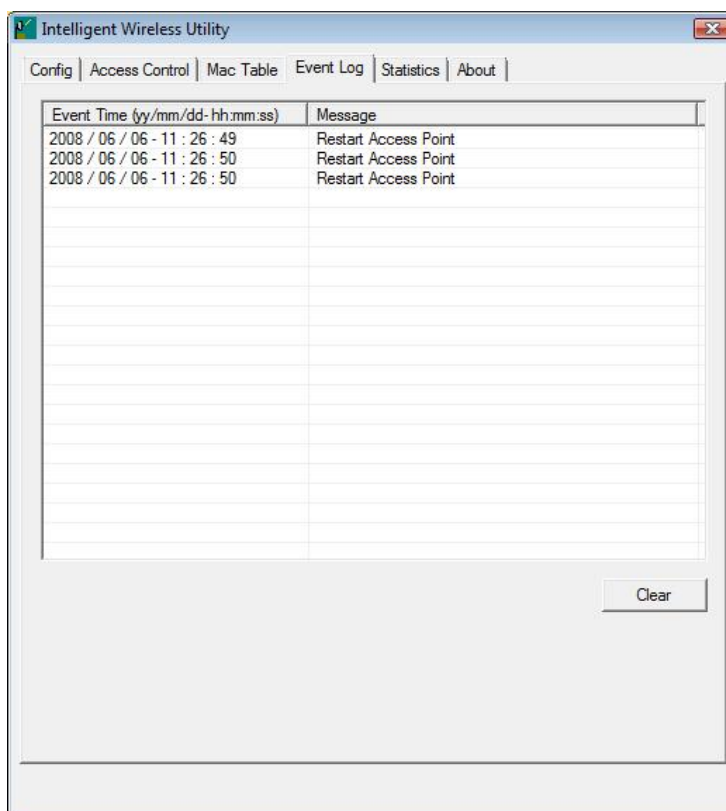 Intelligent Wireless Utility
Config Access Control Mac Table Event Log Statistics About
Event Time (yy/mm/dd- hh:mm:ss) Message
2008 / 06 / 06 - 11 : 26 : 49 Restart Access Point
2008 / 06 / 06 - 11 : 26 : 50 Restart Access Point
2008 / 06 / 06 - 11 : 26 : 50 Restart Access Point
Clear